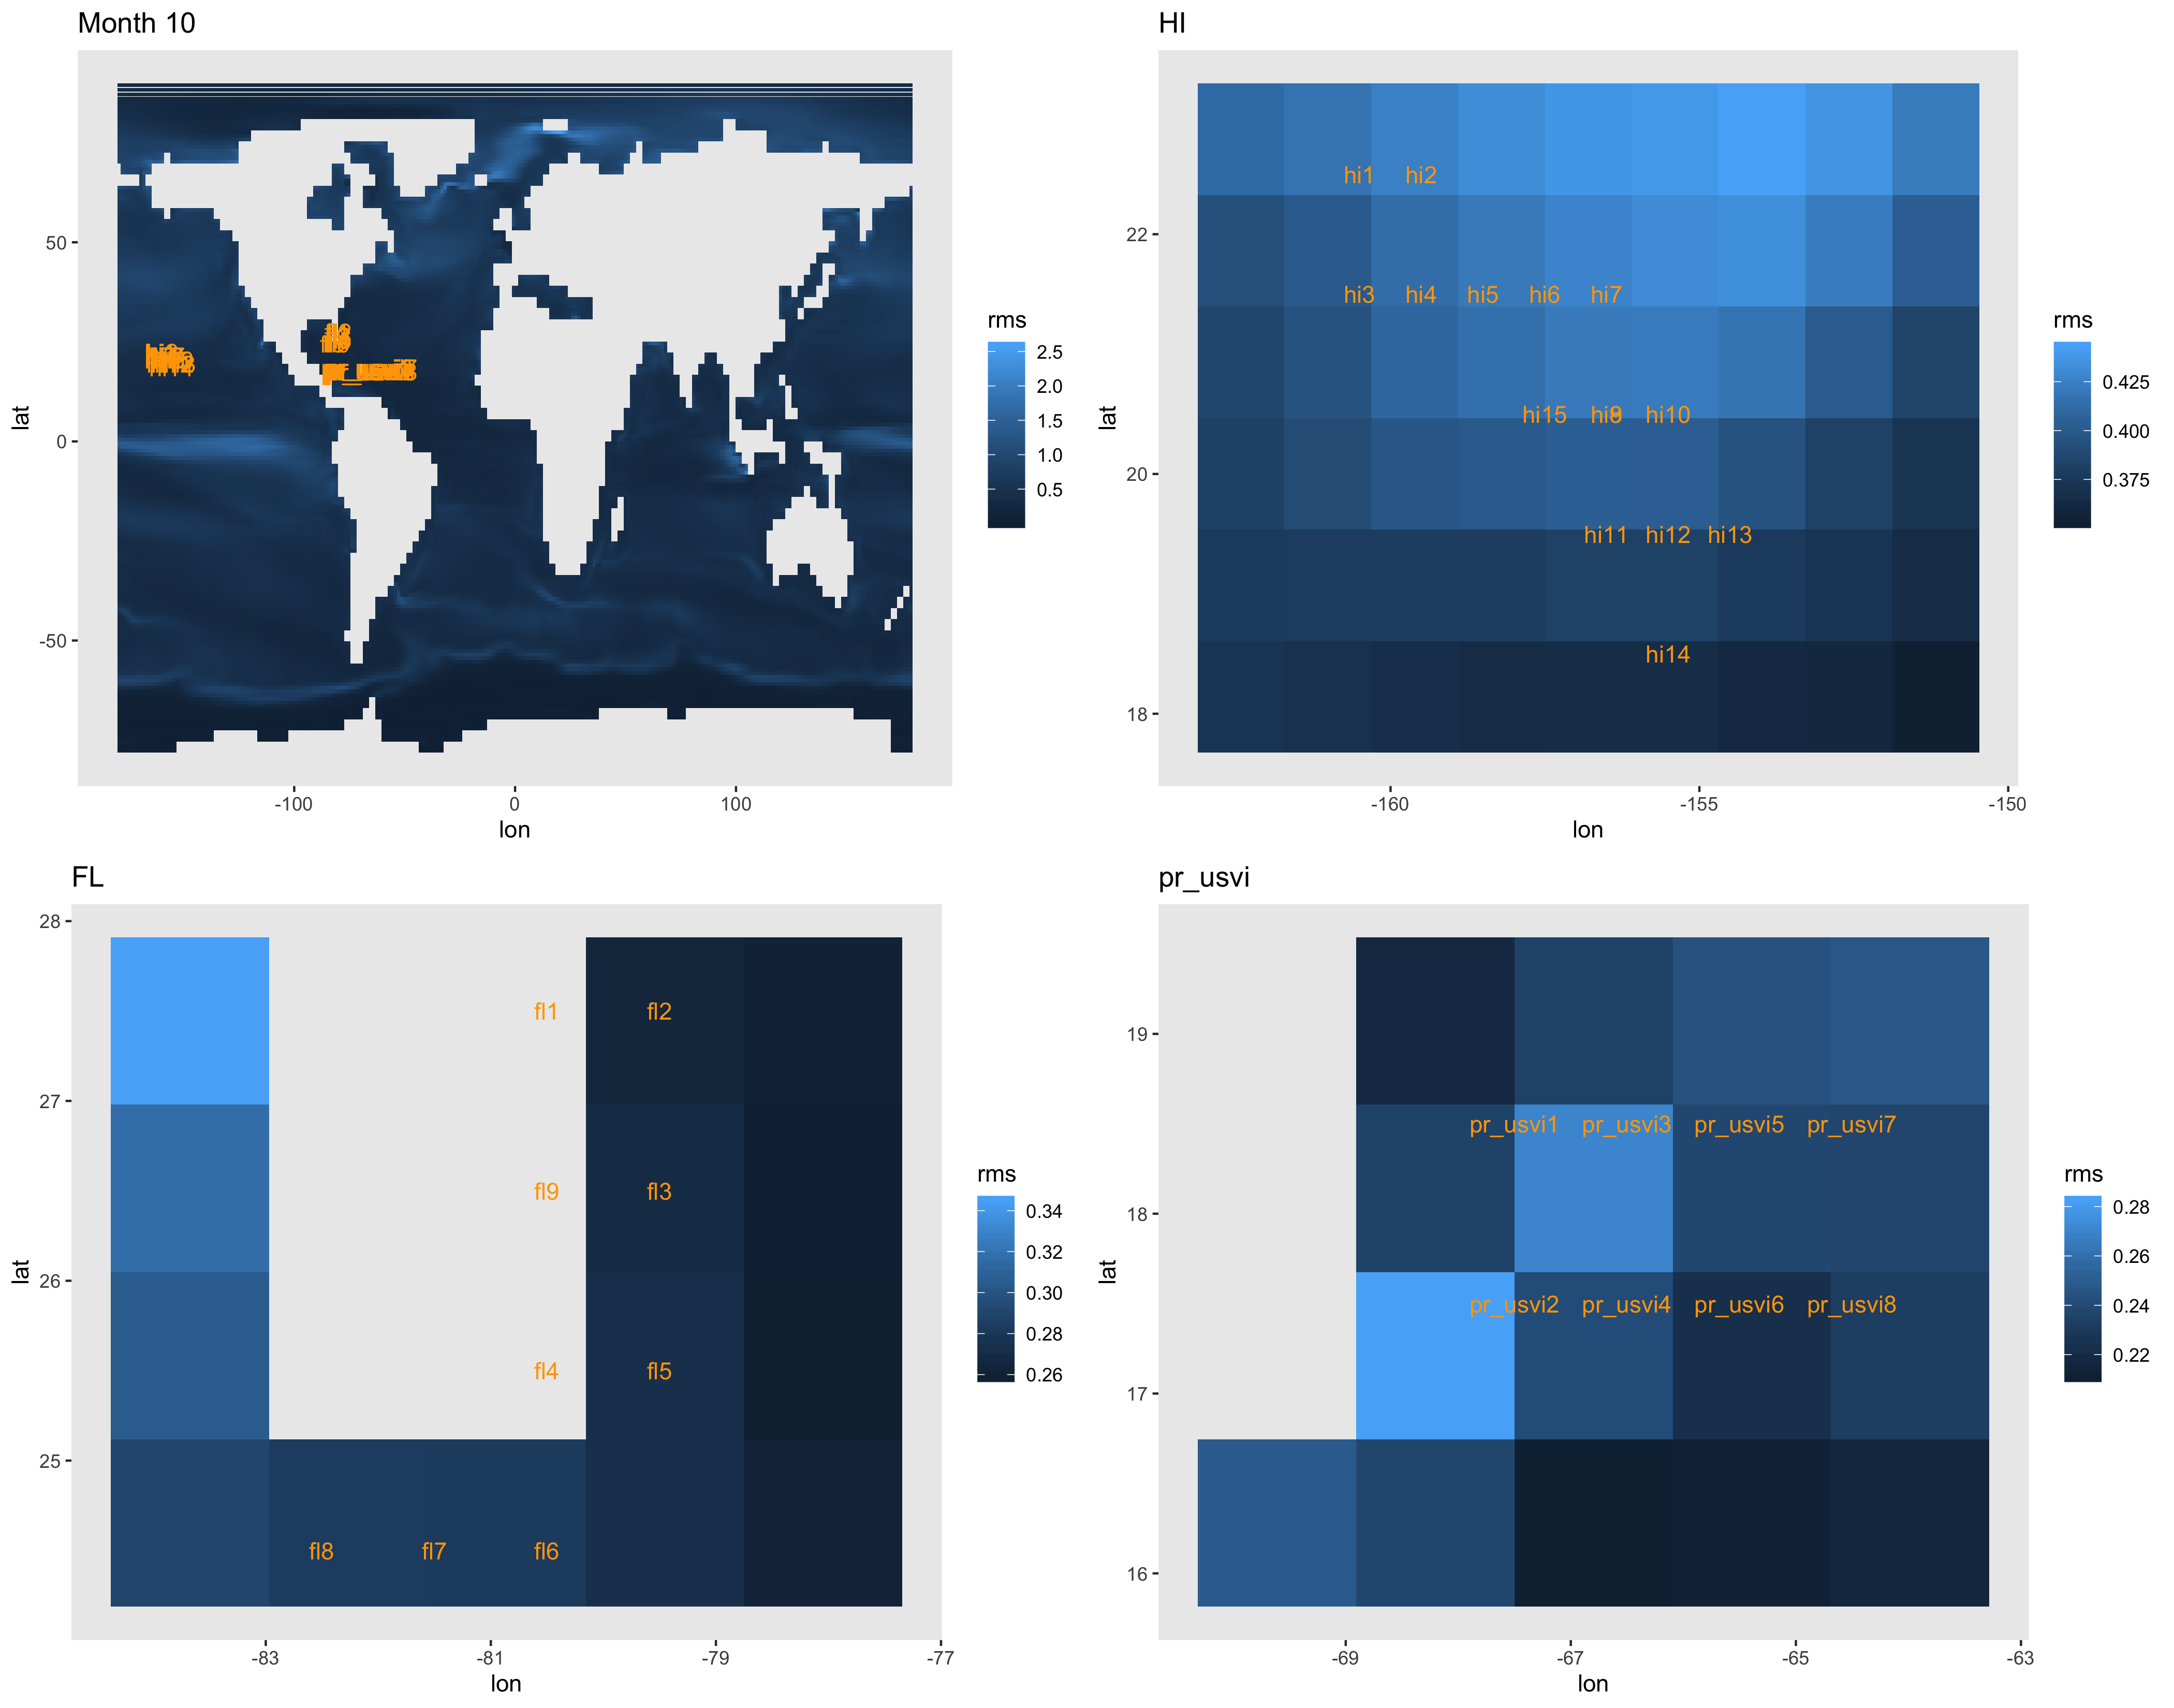 Month 10
lat
50
0
-50
-100
0
100
lon
rms
2.5
2.0
1.5
1.0
0.5
HI
lat
22
20
18
hi1
hi2
hi3
hi4
hi5
hi6
hi7
hi15
hi9
hi10
hi11
hi12
hi13
hi14
-160
-155
-150
lon
rms
0.425
0.400
0.375
FL
lat
28
27
26
25
fl1
fl2
fl9
fl3
fl4
fl5
fl8
fl7
fl6
-83
-81
-79
-77
lon
rms
0.34
0.32
0.30
0.28
0.26
pr_usvi
lat
19
18
17
16
pr_usvi1
pr_usvi3
pr_usvi5
pr_usvi7
pr_usvi2
pr_usvi4
pr_usvi6
pr_usvi8
-69
-67
-65
-63
lon
rms
0.28
0.26
0.24
0.22